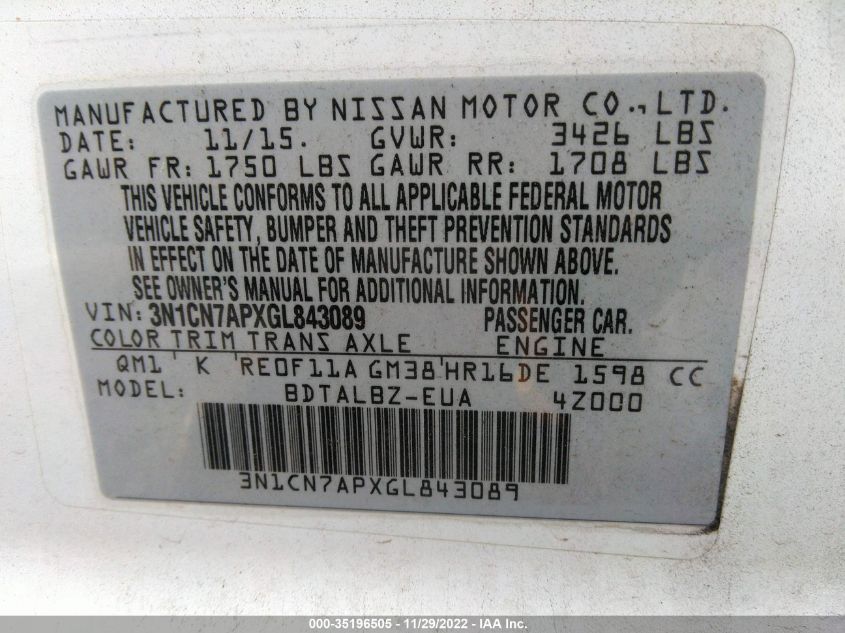 MANUFACTURED BY NISSAN MOTOR CO.,LTD.
DATE: 11/15. GVWR: 3426 LBS
GAWR FR: 1750 LBS GAWR RR: 1708 LBS
THIS VEHICLE CONFORMS TO ALL APPLICABLE FEDERAL MOTOR
VEHICLE SAFETY, BUMPER AND THEFT PREVENTION STANDARDS
IN EFFECT ON THE DATE OF MANUFACTURE SHOWN ABOVE.
SEE OWNER'S MANUAL FOR ADDITIONAL INFORMATION.
VIN: 3N1CN7APXGL843089 PASSENGER CAR.
COLOR TRIM TRANS AXLE ENGINE
QM1 ' K 'RE0F11A GM38'HR16DE 1598 CC
MODEL: BDTALBZ-EUA 4Z000
3N1CN7APXGL843089
000-35196505 - 11/29/2022 - IAA Inc.